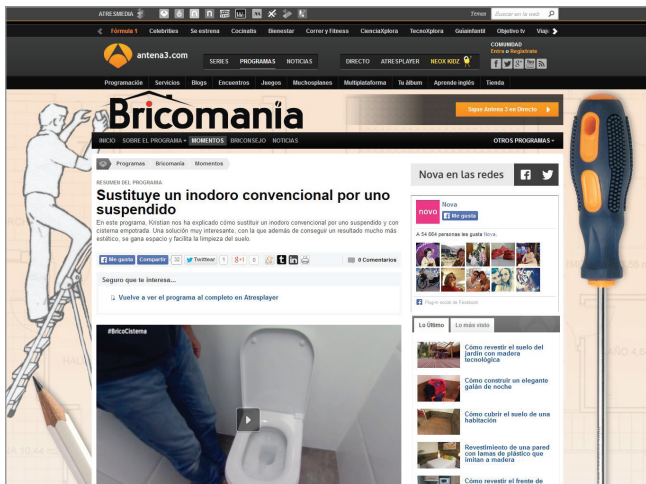 ATRESMEDIA
Temas
Buscar en la web
Fórmula 1 Celebrities Se estrena Cocinatis Bienestar Correr y Fitness CienciaXplora TecnoXplora Guiainfantil Objetivo tv Viaj
antena3.com
SERIES PROGRAMAS NOTICIAS
DIRECTO ATRESPLAYER NEOX KIDZ
COMUNIDAD
Entra o Regístrate
Programación Servicios Blogs Encuentros Juegos Muchosplanes Multiplataforma Tu álbum Aprende inglés Tienda
Bricomanía
Sigue Antena 3 en Directo
INICIO SOBRE EL PROGRAMA MOMENTOS BRICONSEJO NOTICIAS
OTROS PROGRAMAS
Programas Bricomanía Momentos
RESUMEN DEL PROGRAMA
Sustituye un inodoro convencional por uno suspendido
En este programa, Kristian nos ha explicado cómo sustituir un inodoro convencional por uno suspendido y con
cisterna empotrada. Una solución muy interesante, con la que además de conseguir un resultado mucho más
estético, se gana espacio y facilita la limpieza del suelo.
Me gusta Compartir 32 Twittear 1 g+1 0
0 Comentarios
Seguro que te interesa...
Vuelve a ver el programa al completo en Atresplayer
#BricoCisterna
Nova en las redes
nova
Nova
Me gusta
A 54 664 personas les gusta Nova.
Plug-in social de Facebook
Lo Último Lo más visto
Cómo revestir el suelo del
jardín con madera
tecnológica
Cómo construir un elegante
galán de noche
Cómo cubrir el suelo de una
habitación
Revestimiento de una pared
con lamas de plástico que
imitan a madera
Cómo revestir el frente de